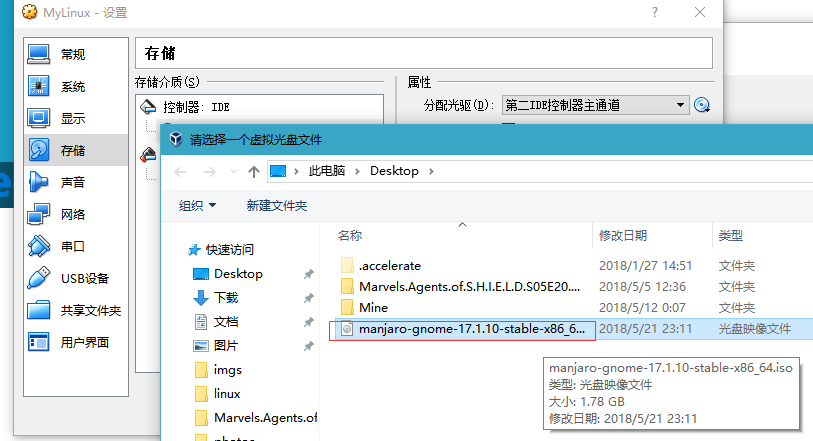 MyLinux - 设置
常规
系统
显示
存储
声音
网络
串口
USB设备
共享文件夹
用户界面
存储
存储介质(S)
控制器: IDE
属性
分配光驱(D): 第二IDE控制器主通道
请选择一个虚拟光盘文件
此电脑 > Desktop >
组织 新建文件夹
快速访问
Desktop
下载
文档
图片
imgs
linux
Marvel.Agents.of
名称 修改日期 类型
.accelerate 2018/1/27 14:51 文件夹
Marvels.Agents.of.S.H.I.E.L.D.S05E20.... 2018/5/5 12:36 文件夹
Mine 2018/5/12 0:07 文件夹
manjaro-gnome-17.1.10-stable-x86_6... 2018/5/21 23:11 光盘映像文件
manjaro-gnome-17.1.10-stable-x86_64.iso
类型: 光盘映像文件
大小: 1.78 GB
修改日期: 2018/5/21 23:11